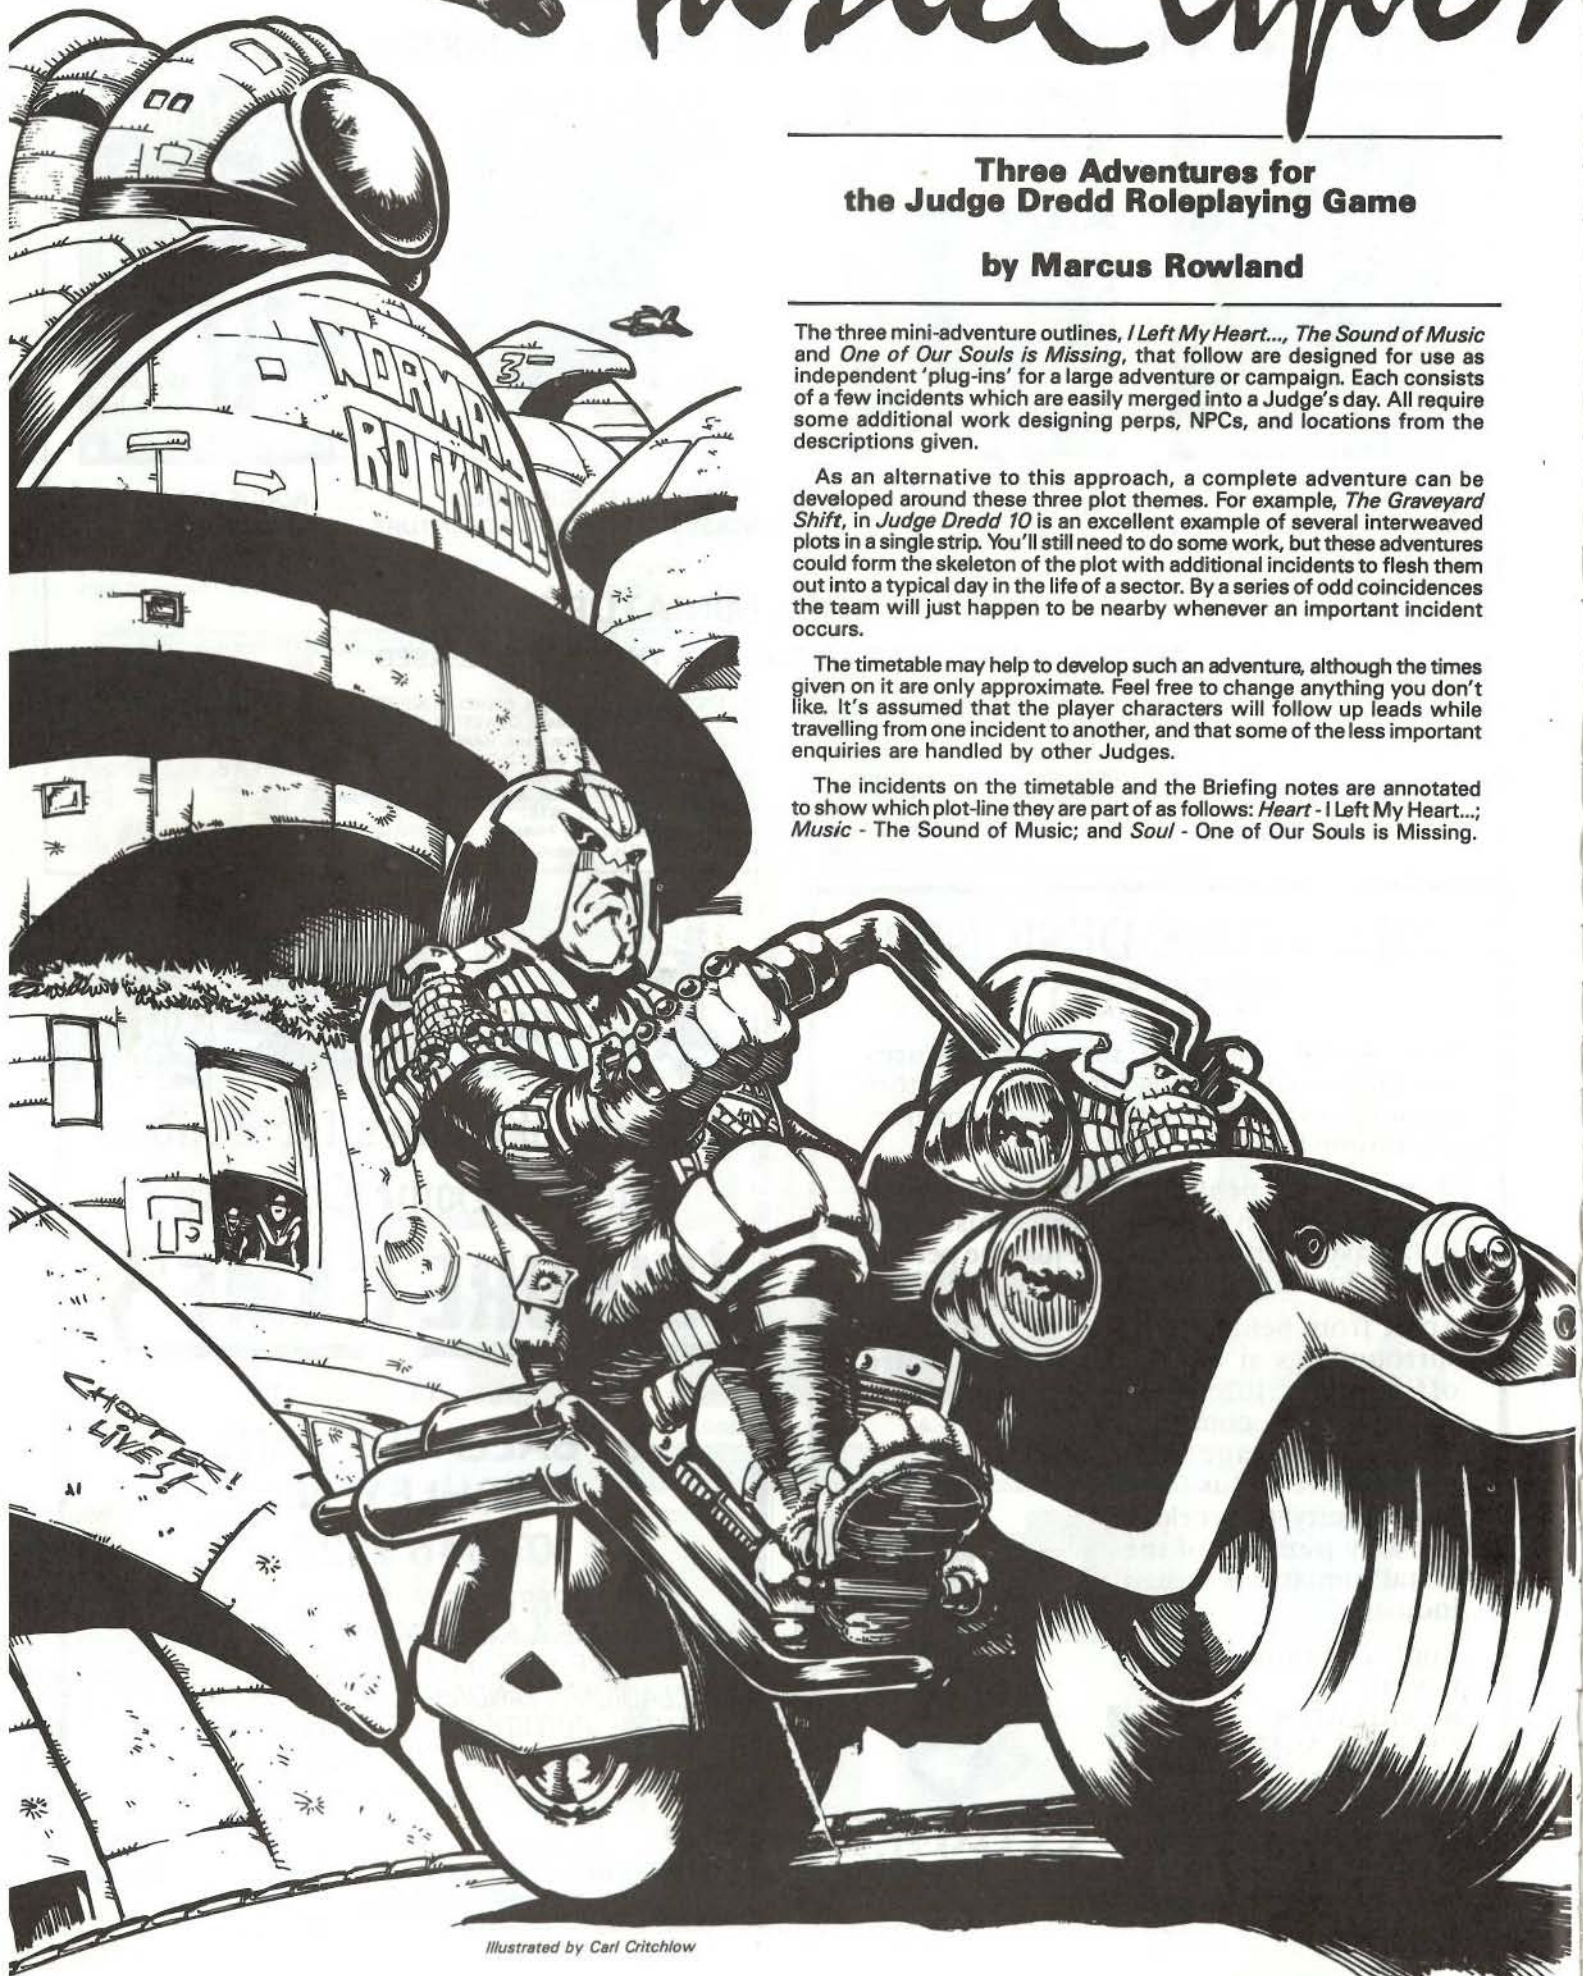 Three Adventures for
the Judge Dredd Roleplaying Game
by Marcus Rowland
The three mini-adventure outlines, I Left My Heart..., The Sound of Music
and One of Our Souls is Missing, that follow are designed for use as
independent 'plug-ins' for a large adventure or campaign. Each consists
of a few incidents which are easily merged into a Judge's day. All require
some additional work designing perps, NPCs, and locations from the
descriptions given.
As an alternative to this approach, a complete adventure can be
developed around these three plot themes. For example, The Graveyard
Shift, in Judge Dredd 10 is an excellent example of several interweaved
plots in a single strip. You'll still need to do some work, but these adventures
could form the skeleton of the plot with additional incidents to flesh them
out into a typical day in the life of a sector. By a series of odd coincidences
the team will just happen to be nearby whenever an important incident
occurs.
The timetable may help to develop such an adventure, although the times
given on it are only approximate. Feel free to change anything you don't
like. It's assumed that the player characters will follow up leads while
travelling from one incident to another, and that some of the less important
enquiries are handled by other Judges.
The incidents on the timetable and the Briefing notes are annotated
to show which plot-line they are part of as follows: Heart - I Left My Heart...;
Music - The Sound of Music; and Soul - One of Our Souls is Missing.
NORMAN
ROCKWELL
3
CHOPPER
LIVES!
Illustrated by Carl Critchlow